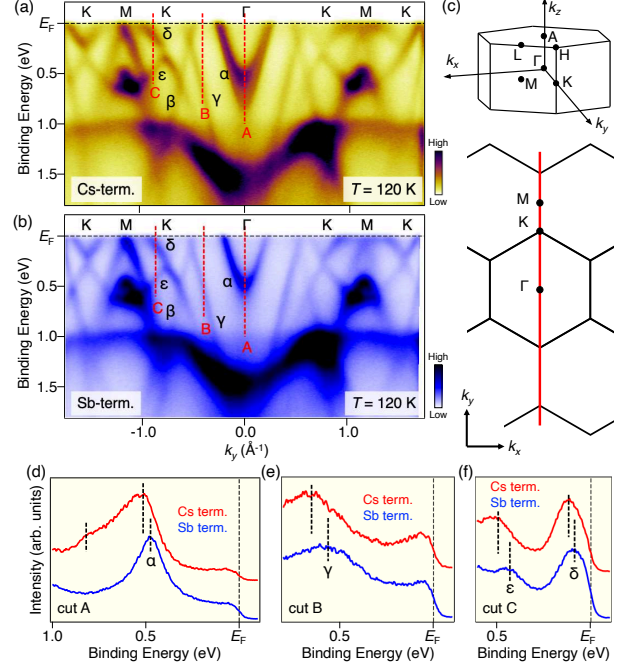 (a)
K M K Γ K M K
E_F
0.5
1.0
1.5
Binding Energy (eV)
δ
ε
C
β
B
γ
α
A
Cs-term.
T = 120 K
High
Low
(b)
K M K Γ K M K
E_F
0.5
1.0
1.5
Binding Energy (eV)
δ
ε
C
β
B
γ
α
A
Sb-term.
T = 120 K
High
Low
-1.0 0.0 1.0
k_y (Å⁻¹)
(c)
k_z
A
L
H
Γ
k_x
M
K
k_y
M
K
Γ
k_y
k_x
(d)
Cs term.
Sb term.
α
cut A
Intensity (arb. units)
1.0 0.5 E_F
Binding Energy (eV)
(e)
Cs term.
Sb term.
γ
cut B
0.5 E_F
Binding Energy (eV)
(f)
Cs term.
Sb term.
ε
δ
cut C
0.5 E_F
Binding Energy (eV)